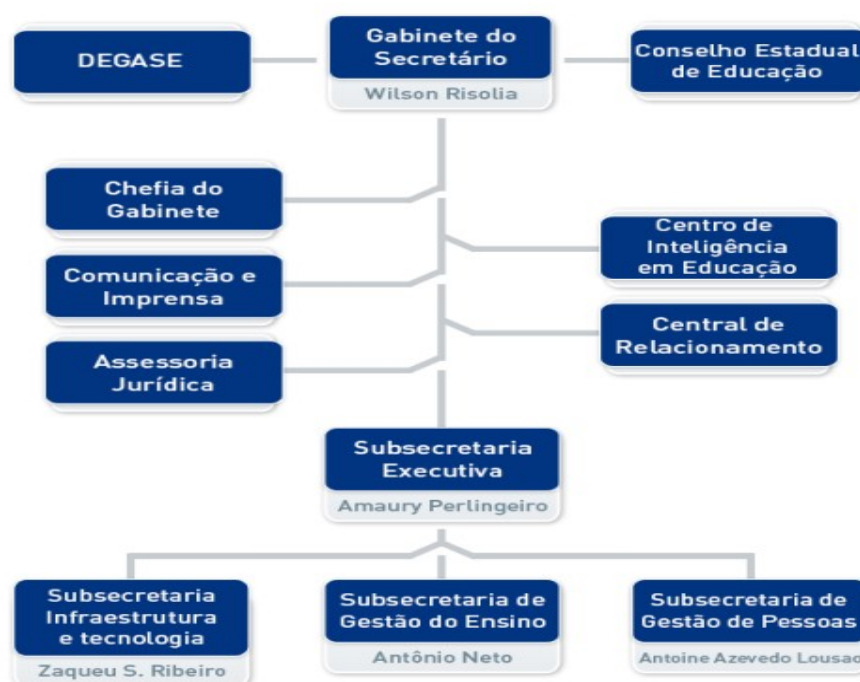 DEGASE
Gabinete do
Secretário
Wilson Risolia
Conselho Estadual
de Educação
Chefia do
Gabinete
Centro de
Inteligência
em Educação
Comunicação e
Imprensa
Central de
Relacionamento
Assessoria
Jurídica
Subsecretaria
Executiva
Amaury Perlingeiro
Subsecretaria
Infraestrutura
e tecnologia
Zaqueu S. Ribeiro
Subsecretaria de
Gestão do Ensino
Antônio Neto
Subsecretaria de
Gestão de Pessoas
Antoine Azevedo Lousao